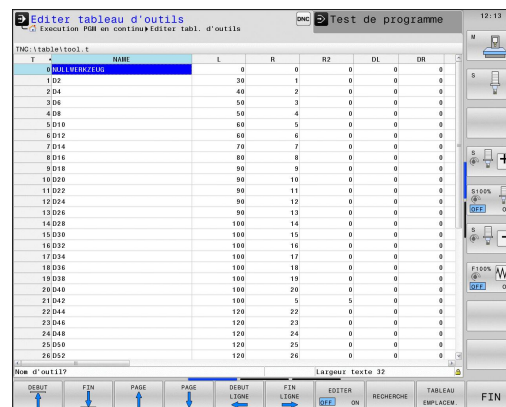 Editer tableau d'outils
Execution PGM en continu▸Editer tabl. d'outils
DNC
Test de programme
12:13
TNC:\table\tool.t
T NAME L R R2 DL DR
0 NULLWERKZEUG 0 0 0 0 0
1 D2 30 1 0 0 0
2 D4 40 2 0 0 0
3 D6 50 3 0 0 0
4 D8 50 4 0 0 0
5 D10 60 5 0 0 0
6 D12 60 6 0 0 0
7 D14 70 7 0 0 0
8 D16 80 8 0 0 0
9 D18 90 9 0 0 0
10 D20 90 10 0 0 0
11 D22 90 11 0 0 0
12 D24 90 12 0 0 0
13 D26 90 13 0 0 0
14 D28 100 14 0 0 0
15 D30 100 15 0 0 0
16 D32 100 16 0 0 0
17 D34 100 17 0 0 0
18 D36 100 18 0 0 0
19 D38 100 19 0 0 0
20 D40 100 20 0 0 0
21 D42 100 5 5 0 0
22 D44 120 22 0 0 0
23 D46 120 23 0 0 0
24 D48 120 24 0 0 0
25 D50 120 25 0 0 0
26 D52 120 26 0 0 0
Nom d'outil?
Largeur texte 32
M
S
S
S100%
OFF
S
F100%
OFF
DEBUT
FIN
PAGE
PAGE
DEBUT LIGNE
FIN LIGNE
EDITER OFF ON
RECHERCHE
TABLEAU EMPLACEM.
FIN